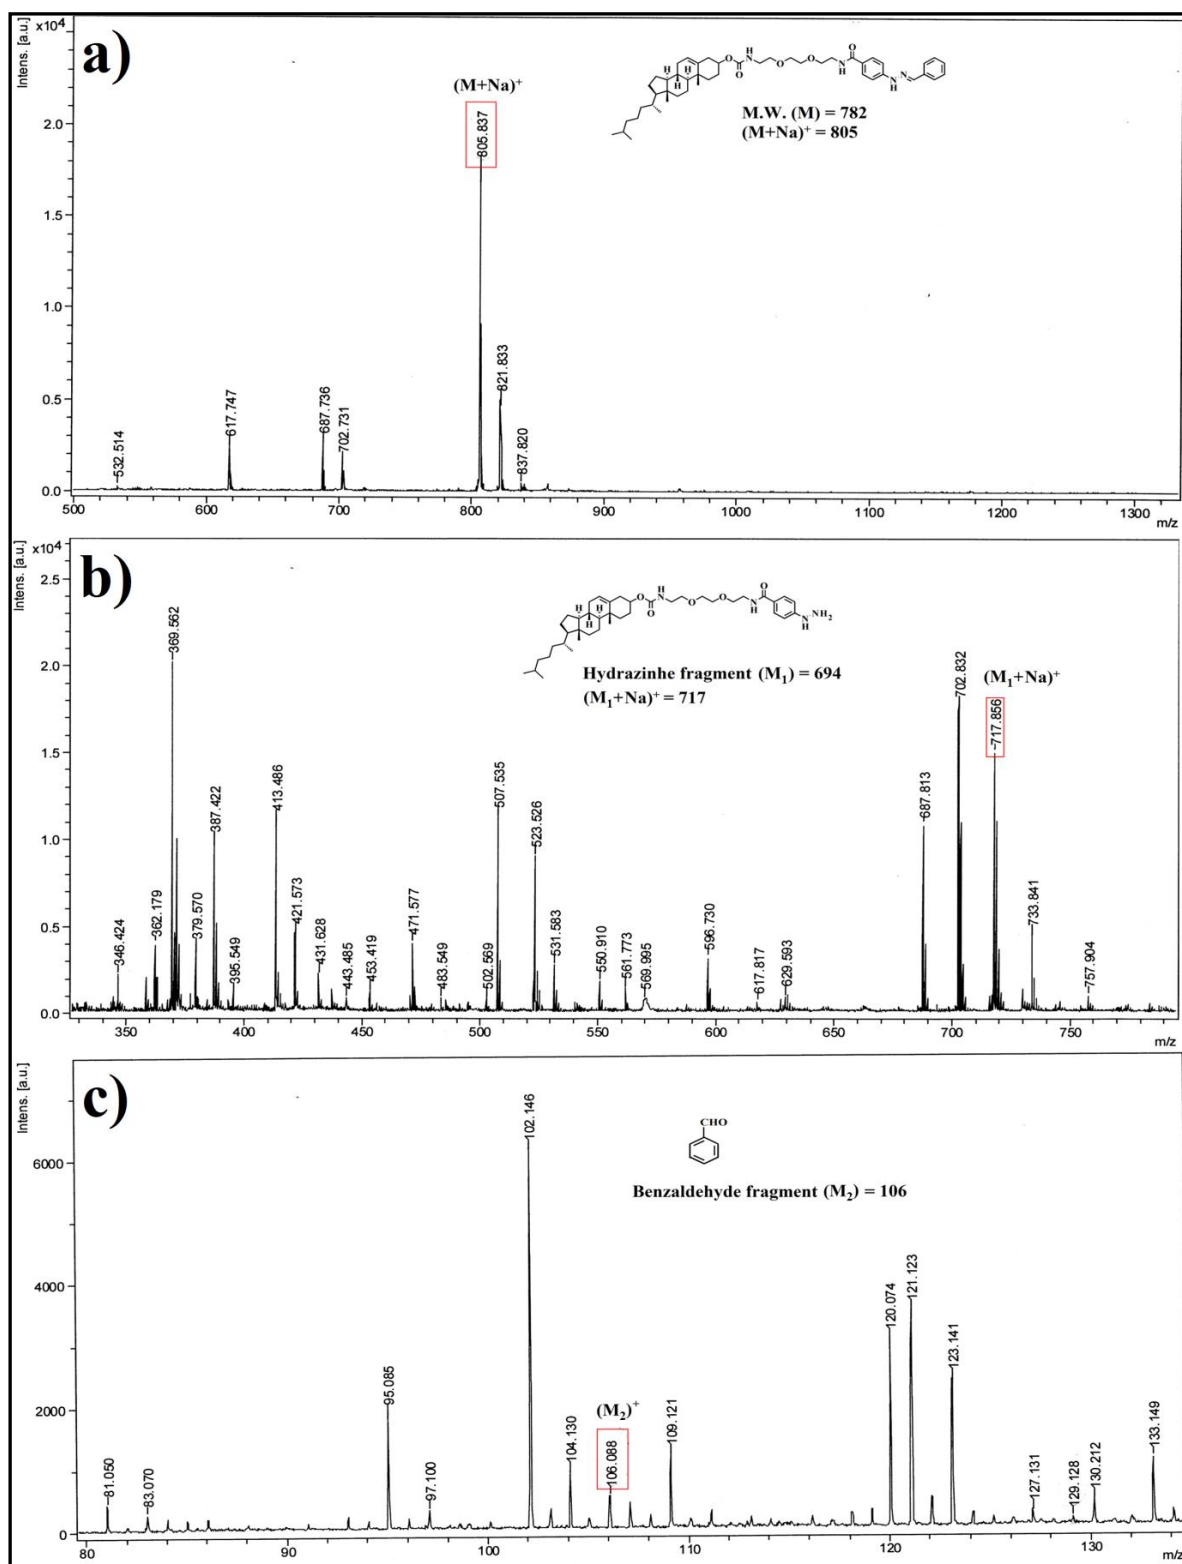 a)
Intens. [a.u.]
x10⁴
2.0
1.5
1.0
0.5
0.0
(M+Na)⁺
805.837
821.833
837.820
702.731
687.736
617.747
532.514
H
H
H
H
N
O
O
O
O
O
N
H
N
H
N
M.W. (M) = 782
(M+Na)⁺ = 805
500
600
700
800
900
1000
1100
1200
1300
m/z
b)
Intens. [a.u.]
x10⁴
2.5
2.0
1.5
1.0
0.5
0.0
H
H
H
H
N
O
O
O
O
O
N
H
N
H
NH₂
Hydrazinhe fragment (M₁) = 694
(M₁+Na)⁺ = 717
(M₁+Na)⁺
346.424
362.179
369.562
379.570
387.422
395.549
413.486
421.573
431.628
443.485
453.419
471.577
483.549
502.569
507.535
523.526
531.583
550.910
561.773
569.995
596.730
617.817
629.593
687.813
702.832
717.856
733.841
757.904
350
400
450
500
550
600
650
700
750
m/z
c)
Intens. [a.u.]
6000
4000
2000
0
CHO
Benzaldehyde fragment (M₂) = 106
(M₂)⁺
81.050
83.070
95.085
97.100
102.146
104.130
106.088
109.121
120.074
121.123
123.141
127.131
129.128
130.212
133.149
80
90
100
110
120
130
m/z